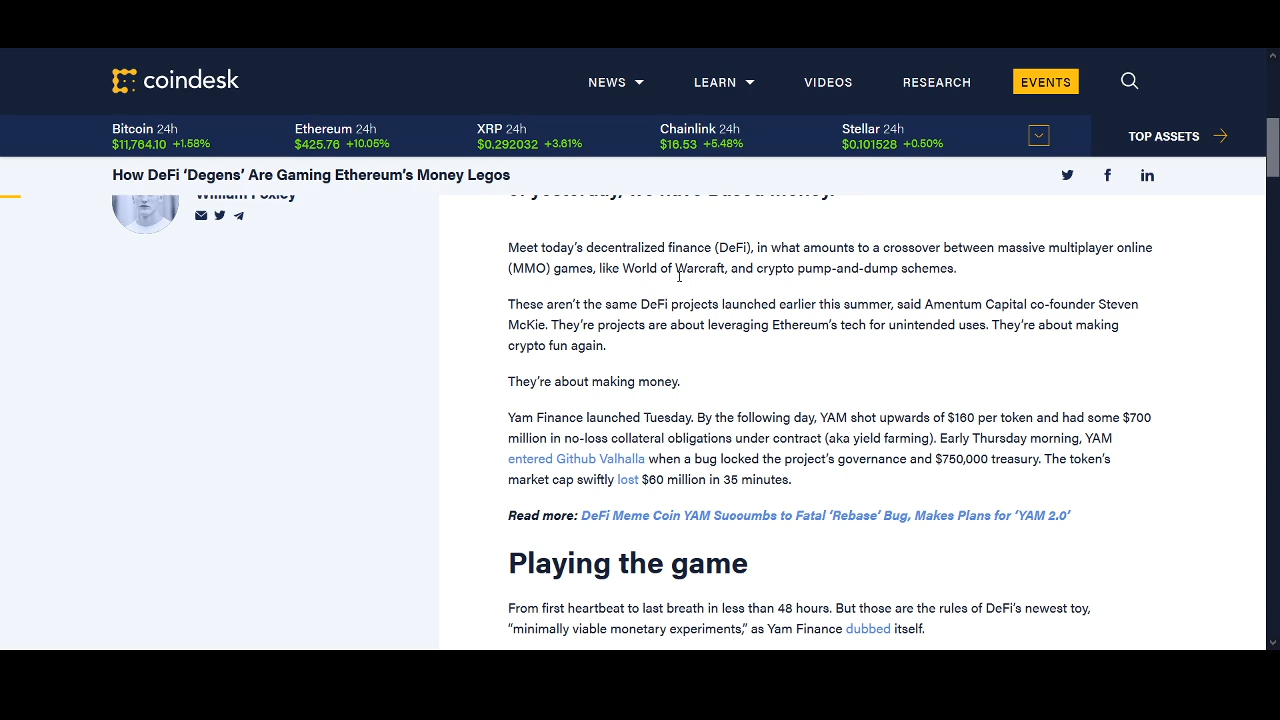 coindesk
NEWS LEARN VIDEOS RESEARCH EVENTS
Bitcoin 24h Ethereum 24h XRP 24h Chainlink 24h Stellar 24h
$11,764.10 +1.58% $425.76 +10.05% $0.292032 +3.61% $16.53 +5.48% $0.101528 +0.50%
TOP ASSETS
How DeFi ‘Degens’ Are Gaming Ethereum’s Money Legos
William Foxley
of yesterday, we have Based Money.
Meet today’s decentralized finance (DeFi), in what amounts to a crossover between massive multiplayer online
(MMO) games, like World of Warcraft, and crypto pump-and-dump schemes.
These aren’t the same DeFi projects launched earlier this summer, said Amentum Capital co-founder Steven
McKie. They’re projects are about leveraging Ethereum’s tech for unintended uses. They’re about making
crypto fun again.
They’re about making money.
Yam Finance launched Tuesday. By the following day, YAM shot upwards of $160 per token and had some $700
million in no-loss collateral obligations under contract (aka yield farming). Early Thursday morning, YAM
entered Github Valhalla when a bug locked the project’s governance and $750,000 treasury. The token’s
market cap swiftly lost $60 million in 35 minutes.
Read more: DeFi Meme Coin YAM Succumbs to Fatal ‘Rebase’ Bug, Makes Plans for ‘YAM 2.0’
Playing the game
From first heartbeat to last breath in less than 48 hours. But those are the rules of DeFi’s newest toy,
“minimally viable monetary experiments,” as Yam Finance dubbed itself.